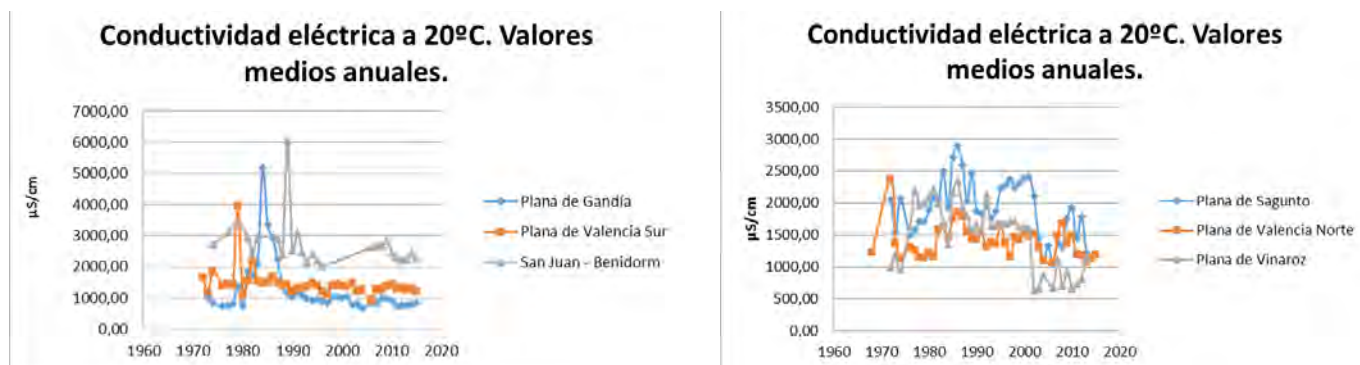 Conductividad eléctrica a 20ºC. Valores
medios anuales.
7000,00
6000,00
5000,00
4000,00
3000,00
2000,00
1000,00
0,00
µS/cm
1960
1970
1980
1990
2000
2010
2020
Plana de Gandía
Plana de Valencia Sur
San Juan - Benidorm
Conductividad eléctrica a 20ºC. Valores
medios anuales.
3500,00
3000,00
2500,00
2000,00
1500,00
1000,00
500,00
0,00
µS/cm
1960
1970
1980
1990
2000
2010
2020
Plana de Sagunto
Plana de Valencia Norte
Plana de Vinaroz